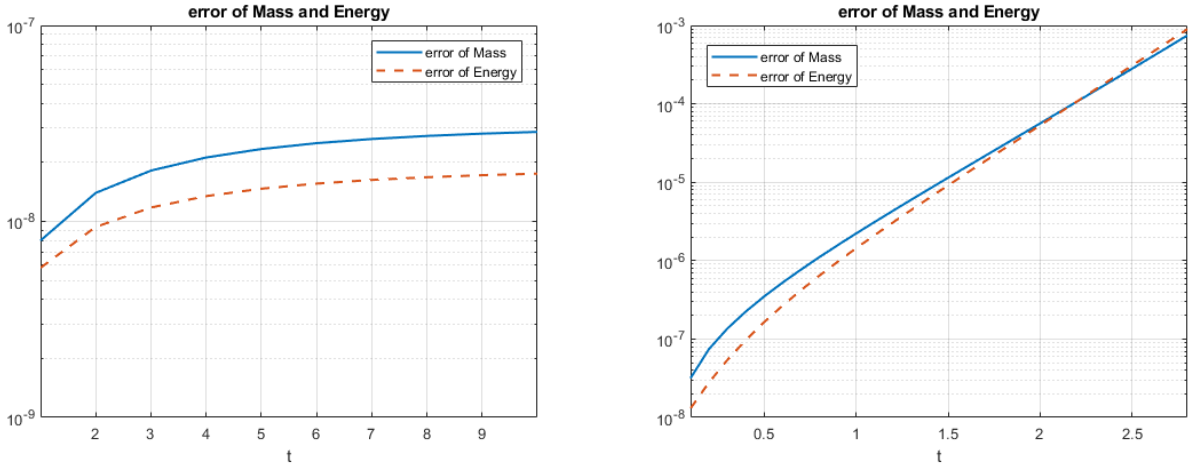 error of Mass and Energy
10^-7
10^-8
10^-9
error of Mass
error of Energy
2 3 4 5 6 7 8 9
t
error of Mass and Energy
10^-3
10^-4
10^-5
10^-6
10^-7
10^-8
error of Mass
error of Energy
0.5 1 1.5 2 2.5
t